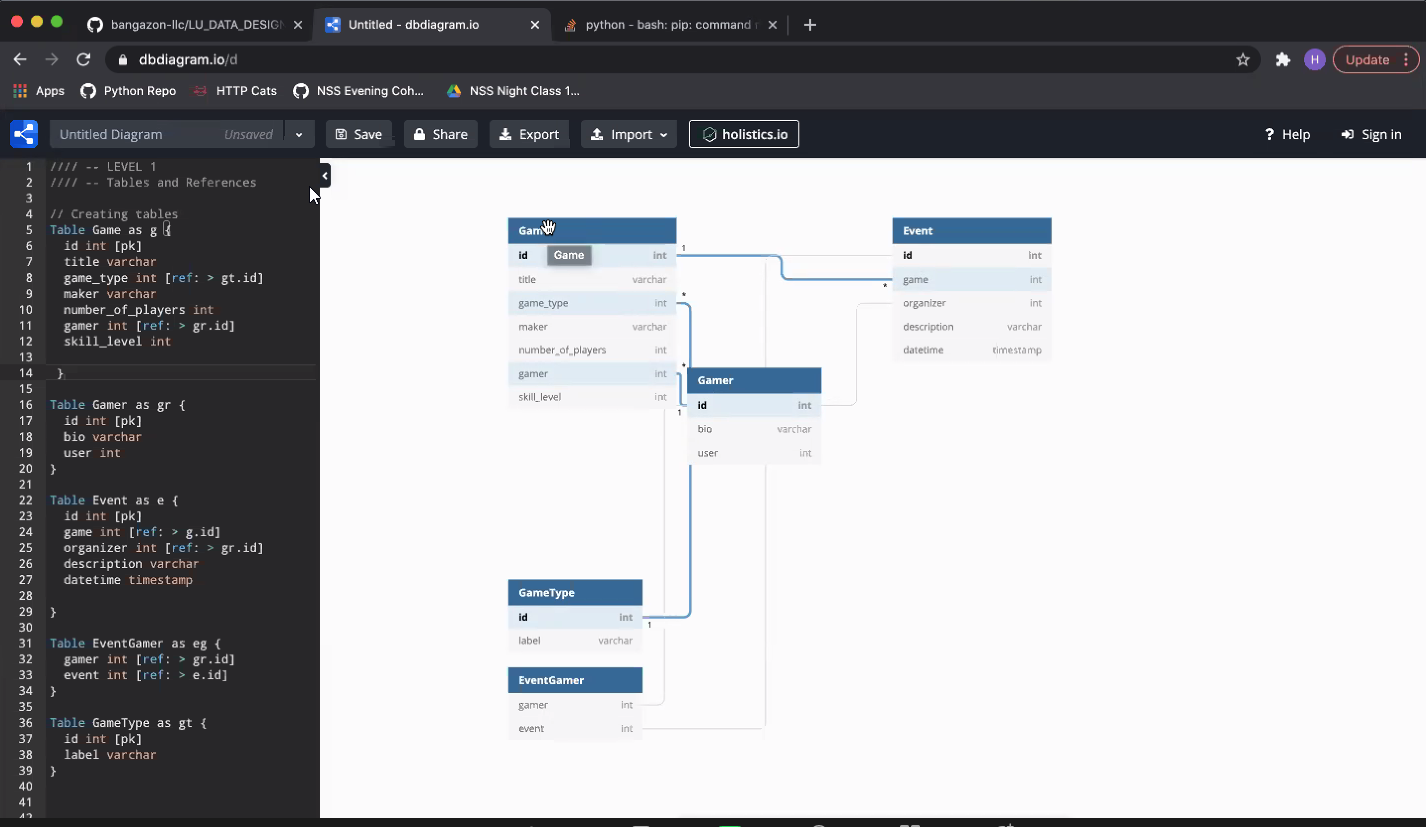 bangazon-llc/LU_DATA_DESIGN
Untitled - dbdiagram.io
python - bash: pip: command
dbdiagram.io/d
H
Update
Apps
Python Repo
HTTP Cats
NSS Evening Coh...
NSS Night Class 1...
Untitled Diagram
Unsaved
Save
Share
Export
Import
holistics.io
? Help
Sign in
1 //// -- LEVEL 1
2 //// -- Tables and References
3
4 // Creating tables
5 Table Game as g {
6 id int [pk]
7 title varchar
8 game_type int [ref: > gt.id]
9 maker varchar
10 number_of_players int
11 gamer int [ref: > gr.id]
12 skill_level int
13
14 }
15
16 Table Gamer as gr {
17 id int [pk]
18 bio varchar
19 user int
20 }
21
22 Table Event as e {
23 id int [pk]
24 game int [ref: > g.id]
25 organizer int [ref: > gr.id]
26 description varchar
27 datetime timestamp
28
29 }
30
31 Table EventGamer as eg {
32 gamer int [ref: > gr.id]
33 event int [ref: > e.id]
34 }
35
36 Table GameType as gt {
37 id int [pk]
38 label varchar
39 }
40
41
Game
id int
Game
title varchar
game_type int
maker varchar
number_of_players int
gamer int
skill_level int
1
*
*
1
*
Event
id int
game int
organizer int
description varchar
datetime timestamp
Gamer
id int
bio varchar
user int
GameType
id int
label varchar
1
EventGamer
gamer int
event int